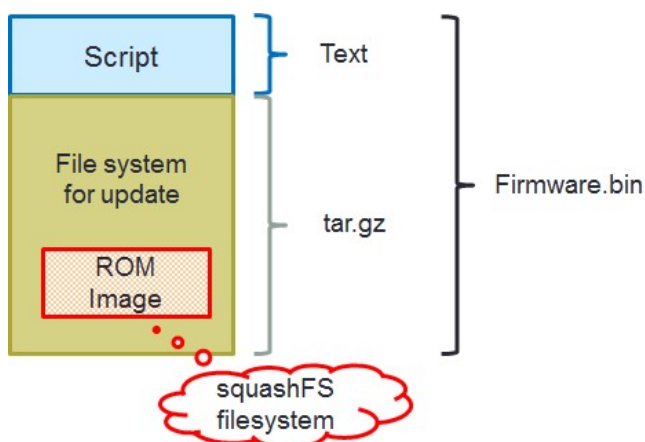 Script
Text
File system
for update
tar.gz
Firmware.bin
ROM
Image
squashFS
filesystem